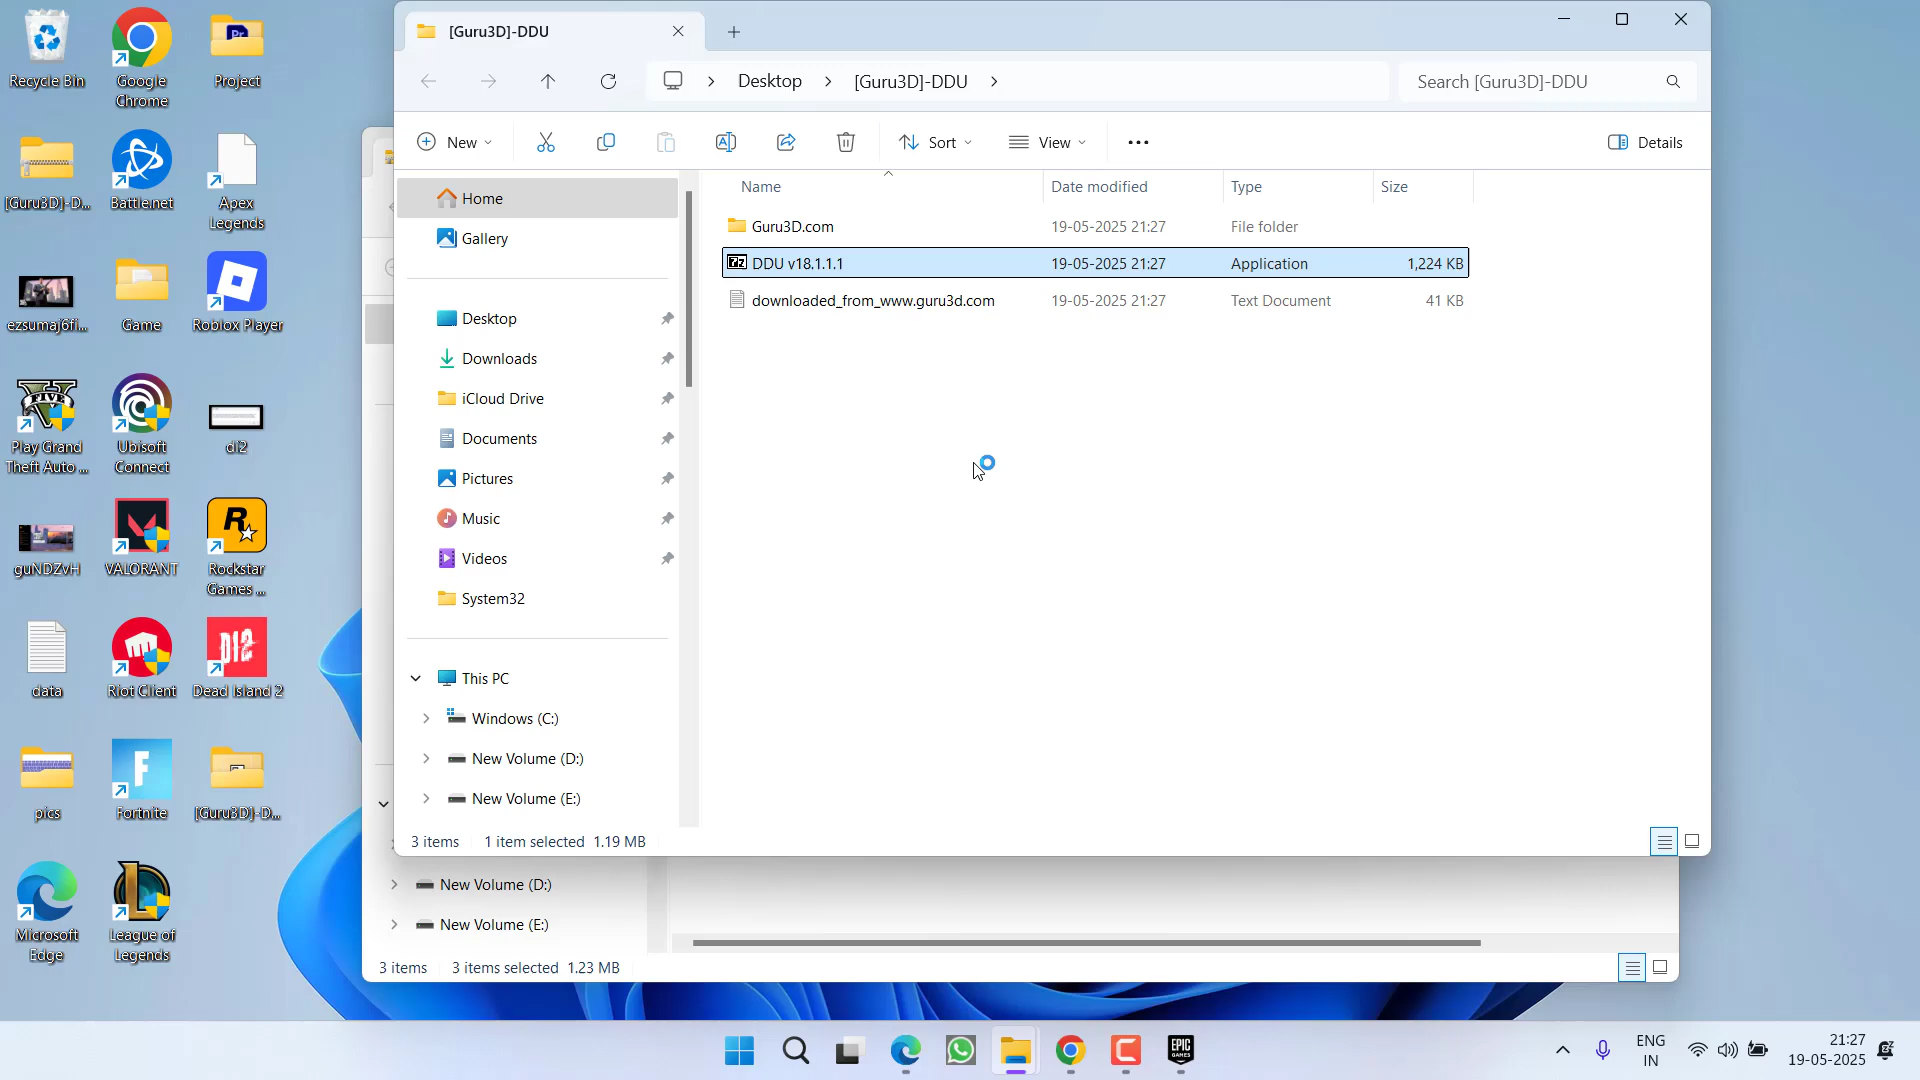 Recycle Bin
Google
Chrome
Project
[Guru3D]-D...
Battle.net
Apex
Legends
ezsumaj6fi...
Game
Roblox Player
Play Grand
Theft Auto ...
Ubisoft
Connect
dl2
guNDZvH
VALORANT
Rockstar
Games ...
data
Riot Client
Dead Island 2
pics
Fortnite
[Guru3D]-D...
Microsoft
Edge
League of
Legends
[Guru3D]-DDU
Desktop
[Guru3D]-DDU
Search [Guru3D]-DDU
New
Sort
View
Details
Home
Gallery
Desktop
Downloads
iCloud Drive
Documents
Pictures
Music
Videos
System32
This PC
Windows (C:)
New Volume (D:)
New Volume (E:)
Name
Date modified
Type
Size
Guru3D.com
19-05-2025 21:27
File folder
DDU v18.1.1.1
19-05-2025 21:27
Application
1,224 KB
downloaded_from_www.guru3d.com
19-05-2025 21:27
Text Document
41 KB
3 items
1 item selected 1.19 MB
New Volume (D:)
New Volume (E:)
3 items
3 items selected 1.23 MB
EPIC
GAMES
ENG
IN
21:27
19-05-2025